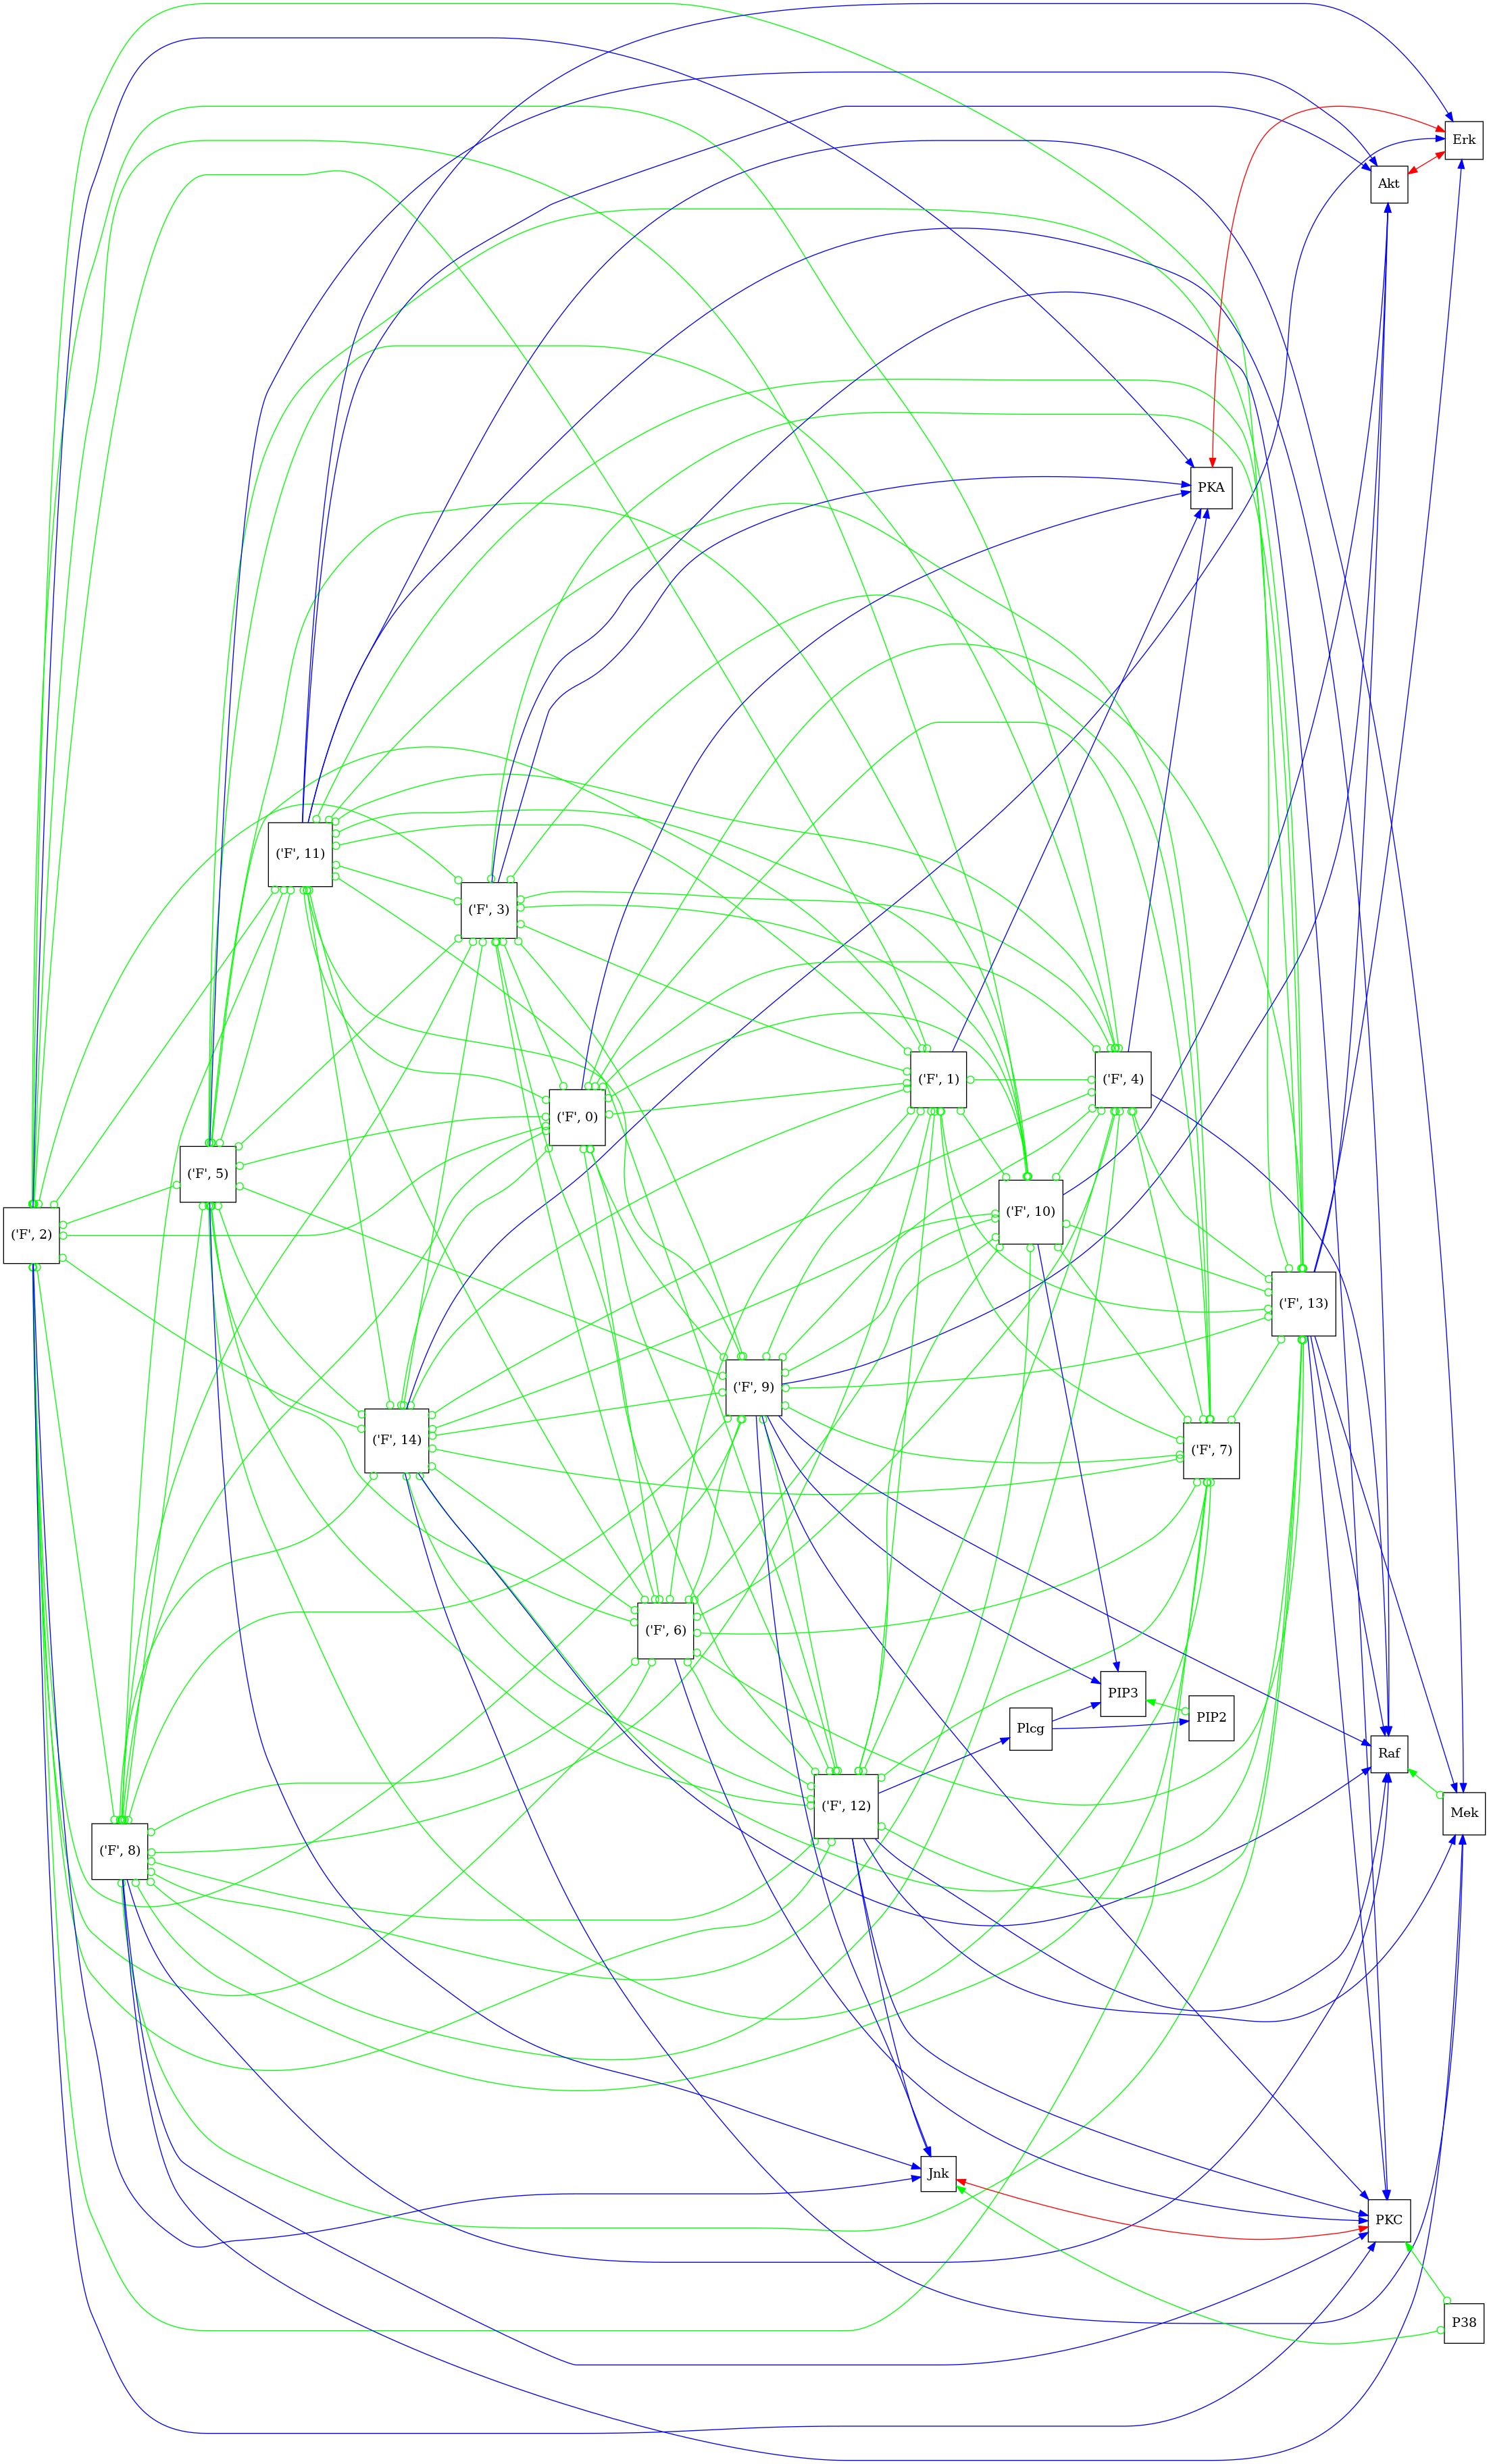 Erk
Akt
PKA
('F', 11)
('F', 3)
('F', 0)
('F', 1)
('F', 4)
('F', 5)
('F', 2)
('F', 10)
('F', 13)
('F', 9)
('F', 14)
('F', 7)
('F', 6)
PIP3
PIP2
Plcg
Raf
('F', 12)
Mek
('F', 8)
Jnk
PKC
P38